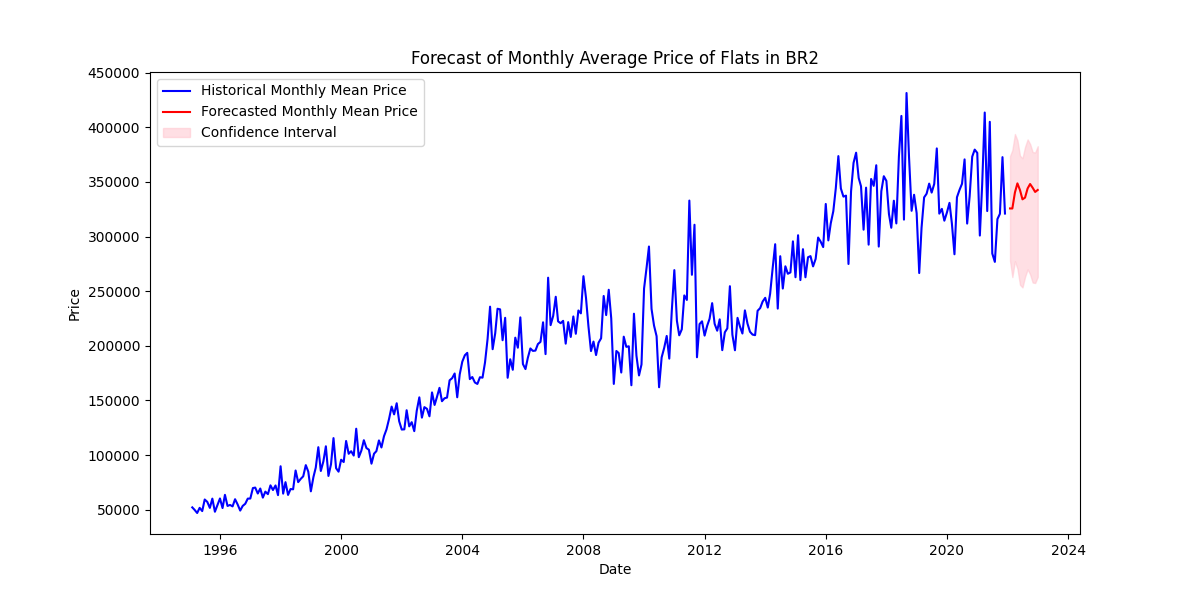 Forecast of Monthly Average Price of Flats in BR2
450000
400000
350000
300000
250000
200000
150000
100000
50000
Price
Historical Monthly Mean Price
Forecasted Monthly Mean Price
Confidence Interval
1996 2000 2004 2008 2012 2016 2020 2024
Date